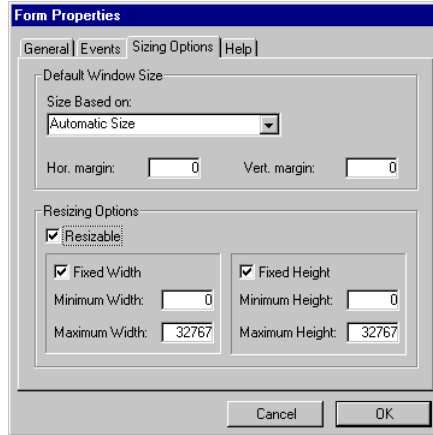 Form Properties
General Events Sizing Options Help
Default Window Size
Size Based on:
Automatic Size
Hor. margin: 0 Vert. margin: 0
Resizing Options
Resizable
Fixed Width Fixed Height
Minimum Width: 0 Minimum Height: 0
Maximum Width: 32767 Maximum Height: 32767
Cancel OK